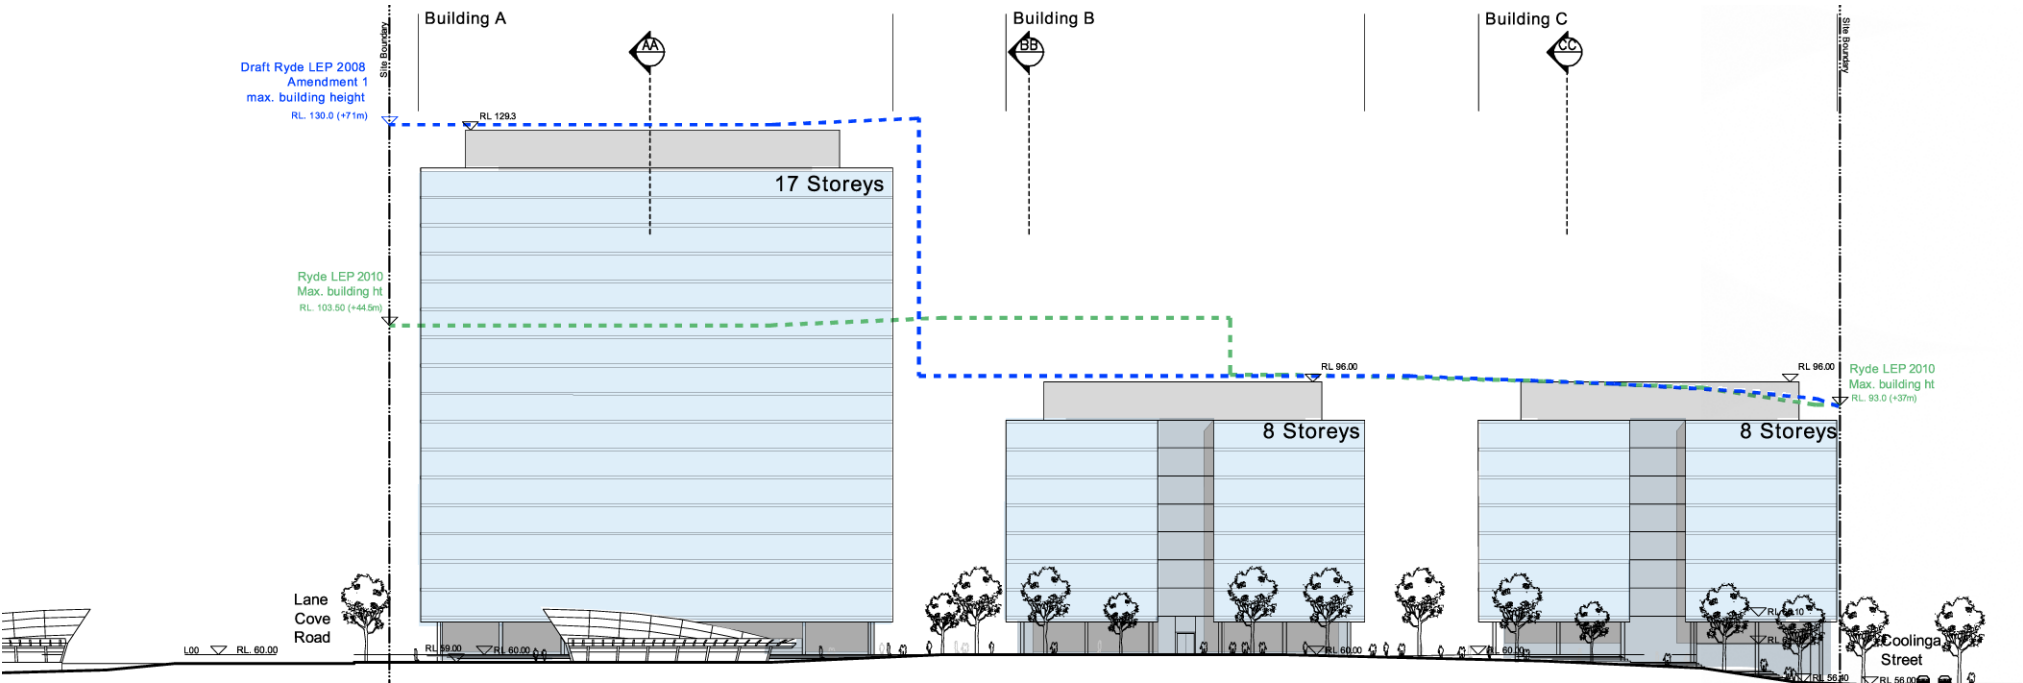 Building A
Building B
Building C
Site Boundary
AA
BB
CC
Site Boundary
Draft Ryde LEP 2008
Amendment 1
max. building height
RL. 130.0 (+71m)
RL 129.3
17 Storeys
Ryde LEP 2010
Max. building ht
RL. 103.50 (+44.5m)
RL 96.00
RL 96.00
Ryde LEP 2010
Max. building ht
RL. 93.0 (+37m)
8 Storeys
8 Storeys
Lane
Cove
Road
L00
RL. 60.00
RL 59.00
RL 60.00
RL 60.00
RL 60.00
Coolinga
Street
RL 56.00